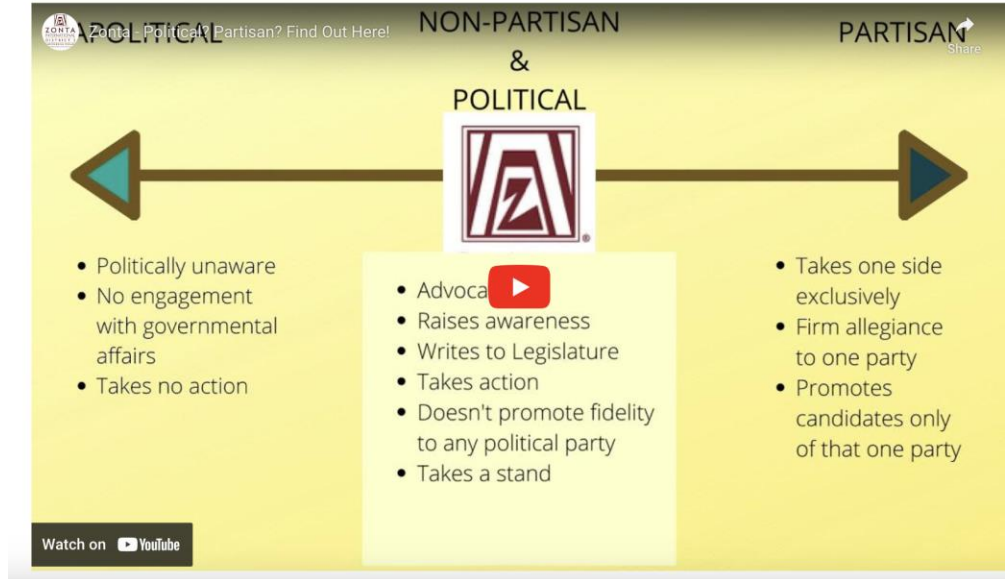 Zonta - Political? Partisan? Find Out Here!
Share
APOLITICAL
NON-PARTISAN
&
POLITICAL
PARTISAN
ZONTA
Z
®
• Politically unaware
• No engagement
with governmental
affairs
• Takes no action
• Advoca
• Raises awareness
• Writes to Legislature
• Takes action
• Doesn't promote fidelity
to any political party
• Takes a stand
• Takes one side
exclusively
• Firm allegiance
to one party
• Promotes
candidates only
of that one party
Watch on YouTube